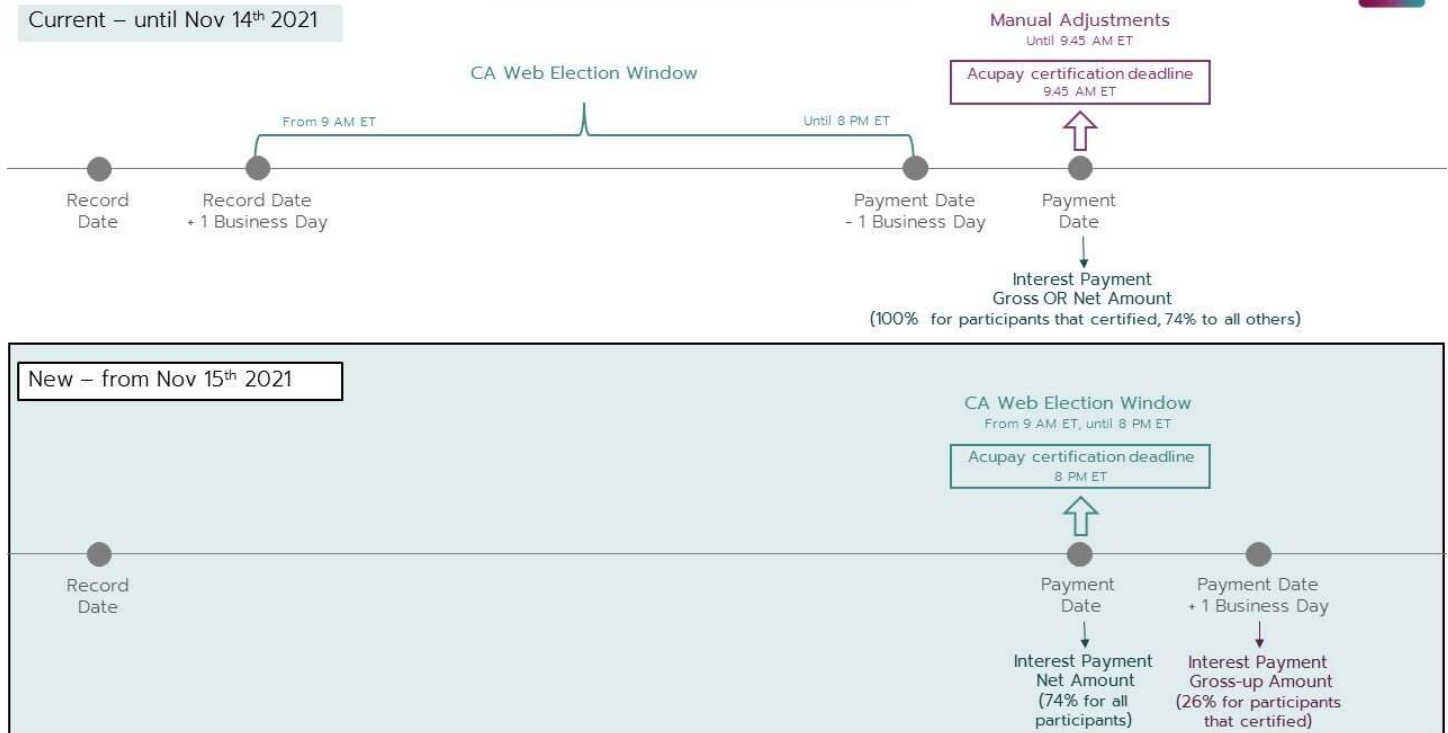 Current – until Nov 14th 2021
Manual Adjustments
Until 9.45 AM ET
CA Web Election Window
Acupay certification deadline
9.45 AM ET
From 9 AM ET
Until 8 PM ET
Record
Date
Record Date
+ 1 Business Day
Payment Date
- 1 Business Day
Payment
Date
Interest Payment
Gross OR Net Amount
(100% for participants that certified, 74% to all others)
New – from Nov 15th 2021
CA Web Election Window
From 9 AM ET, until 8 PM ET
Acupay certification deadline
8 PM ET
Record
Date
Payment
Date
Payment Date
+ 1 Business Day
Interest Payment
Net Amount
(74% for all
participants)
Interest Payment
Gross-up Amount
(26% for participants
that certified)